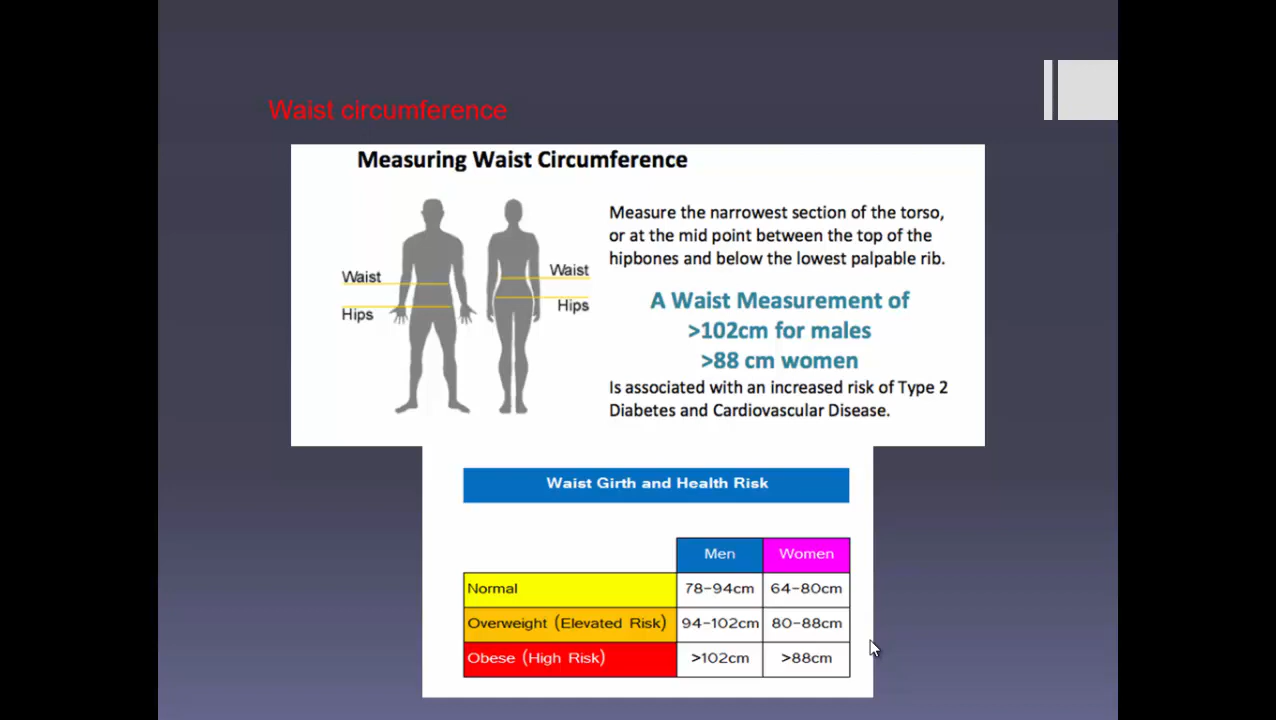 Waist circumference
Measuring Waist Circumference
Measure the narrowest section of the torso,
or at the mid point between the top of the
hipbones and below the lowest palpable rib.
Waist
Hips
Waist
Hips
A Waist Measurement of
>102cm for males
>88 cm women
Is associated with an increased risk of Type 2
Diabetes and Cardiovascular Disease.
Waist Girth and Health Risk
Men Women
Normal 78-94cm 64-80cm
Overweight (Elevated Risk) 94-102cm 80-88cm
Obese (High Risk) >102cm >88cm